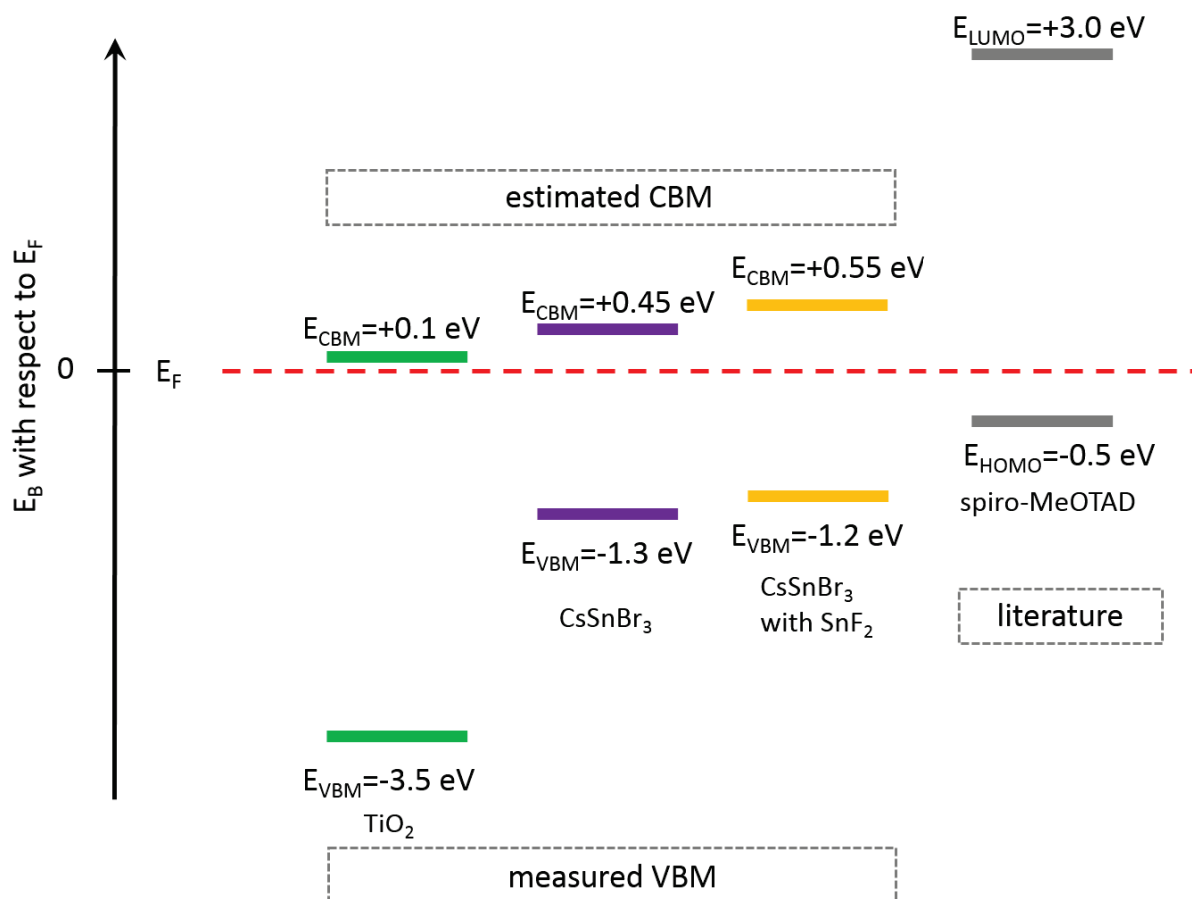 E_LUMO=+3.0 eV
estimated CBM
E_CBM=+0.55 eV
E_CBM=+0.45 eV
E_CBM=+0.1 eV
E_B with respect to E_F
0
E_F
E_HOMO=-0.5 eV
spiro-MeOTAD
E_VBM=-1.2 eV
E_VBM=-1.3 eV
CsSnBr₃
with SnF₂
CsSnBr₃
literature
E_VBM=-3.5 eV
TiO₂
measured VBM